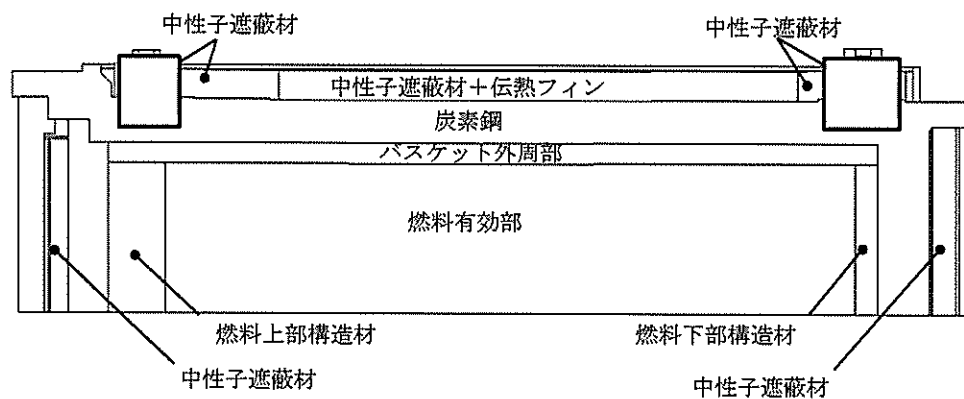 中性子遮蔽材
中性子遮蔽材
中性子遮蔽材＋伝熱フィン
炭素鋼
バスケット外周部
燃料有効部
燃料上部構造材
燃料下部構造材
中性子遮蔽材
中性子遮蔽材